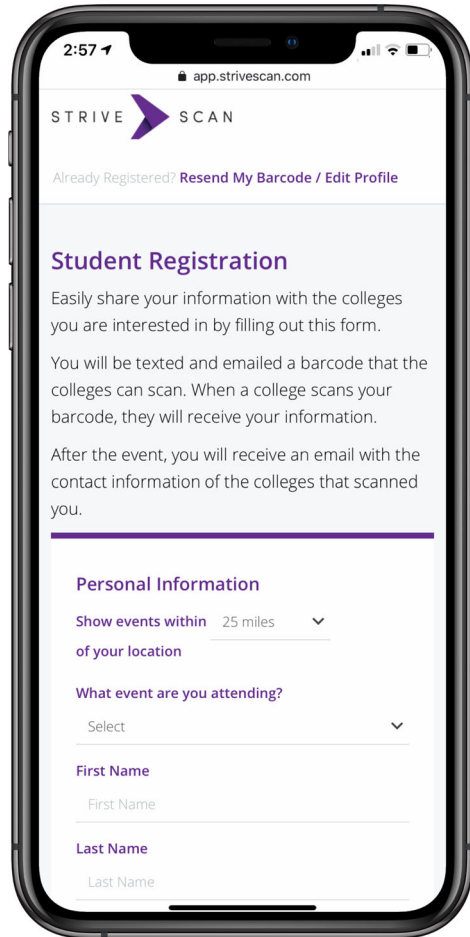 2:57
app.strivescan.com
STRIVE SCAN
Already Registered? Resend My Barcode / Edit Profile
Student Registration
Easily share your information with the colleges
you are interested in by filling out this form.
You will be texted and emailed a barcode that the
colleges can scan. When a college scans your
barcode, they will receive your information.
After the event, you will receive an email with the
contact information of the colleges that scanned
you.
Personal Information
Show events within 25 miles
of your location
What event are you attending?
Select
First Name
First Name
Last Name
Last Name